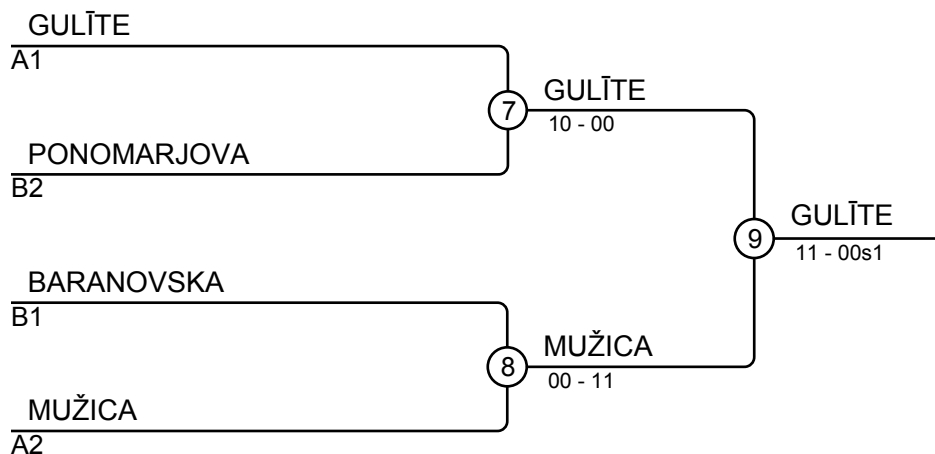 GULĪTE
A1
7
GULĪTE
10 - 00
PONOMARJOVA
B2
9
GULĪTE
11 - 00s1
BARANOVSKA
B1
8
MUŽICA
00 - 11
MUŽICA
A2